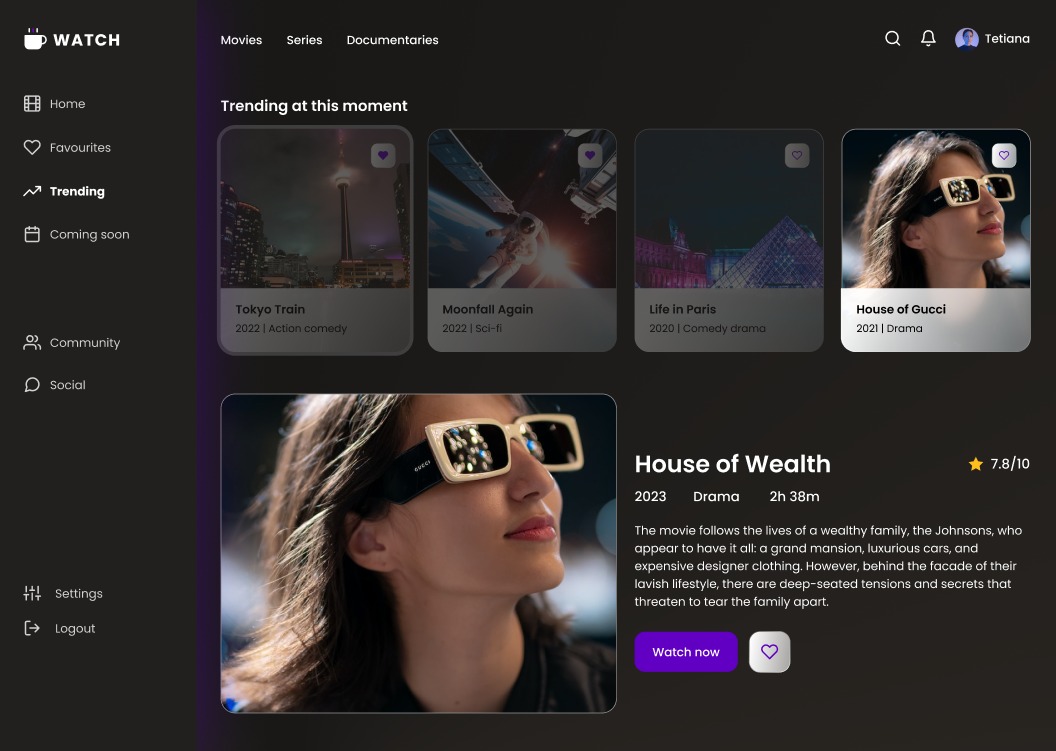 WATCH
Movies Series Documentaries
Tetiana
Home
Favourites
Trending
Coming soon
Community
Social
Settings
Logout
Trending at this moment
Tokyo Train
2022 | Action comedy
Moonfall Again
2022 | Sci-fi
Life in Paris
2020 | Comedy drama
House of Gucci
2021 | Drama
GUCCI
House of Wealth
7.8/10
2023 Drama 2h 38m
The movie follows the lives of a wealthy family, the Johnsons, who
appear to have it all: a grand mansion, luxurious cars, and
expensive designer clothing. However, behind the facade of their
lavish lifestyle, there are deep-seated tensions and secrets that
threaten to tear the family apart.
Watch now